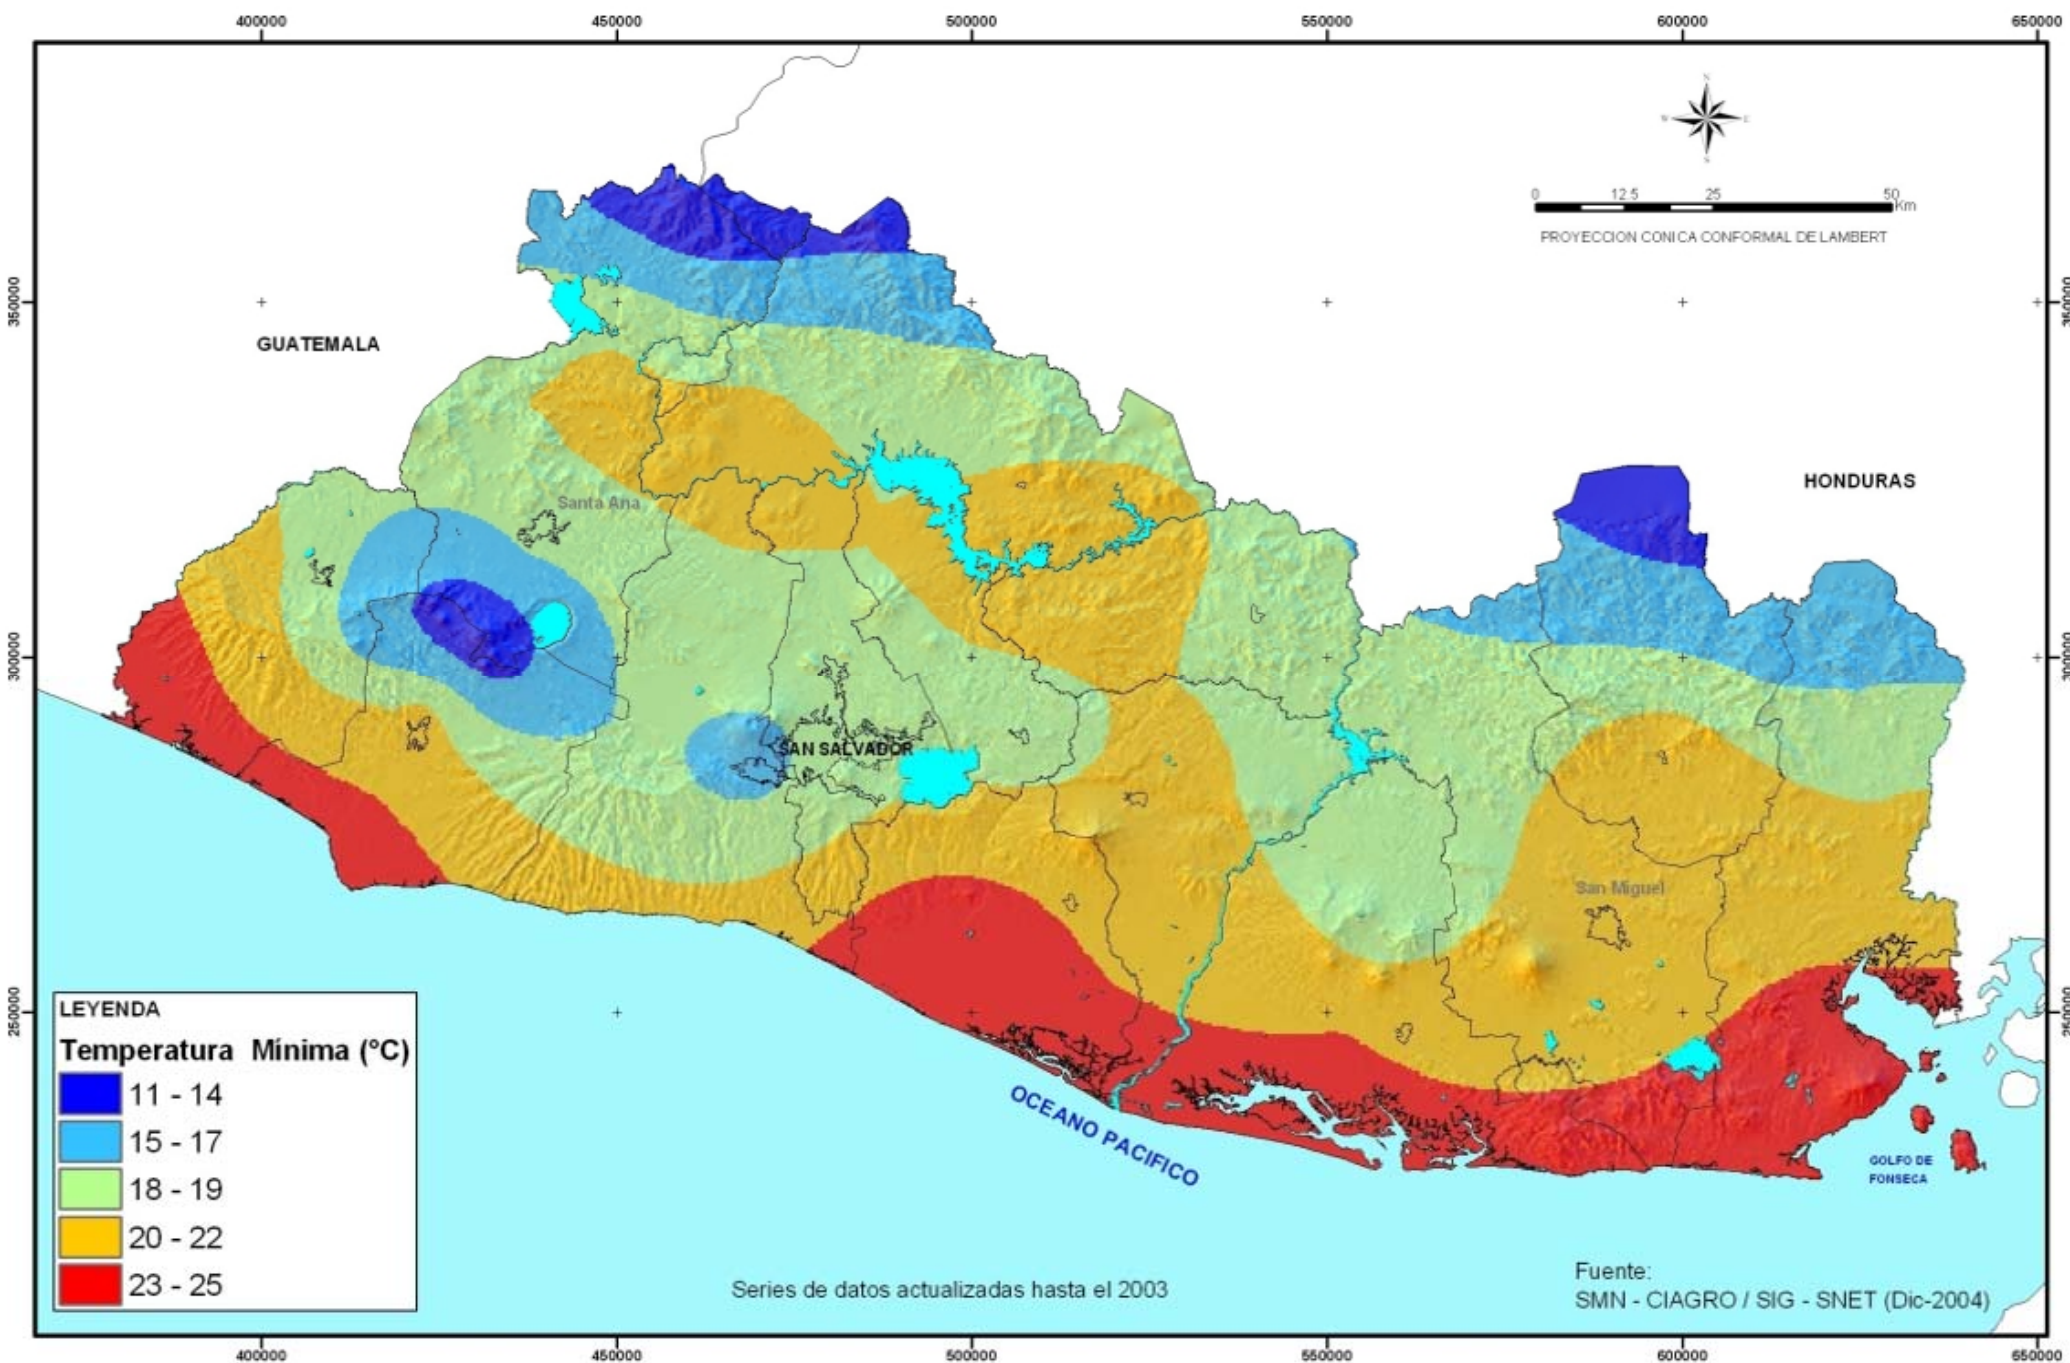 400000 450000 500000 550000 600000 650000
N
W E
S
0 12.5 25 50
Km
PROYECCION CONICA CONFORMAL DE LAMBERT
350000 350000
GUATEMALA
HONDURAS
Santa Ana
300000 300000
SAN SALVADOR
San Miguel
250000 250000
LEYENDA
Temperatura Mínima (°C)
11 - 14
15 - 17
18 - 19
20 - 22
23 - 25
OCEANO PACIFICO
GOLFO DE
FONSECA
Series de datos actualizadas hasta el 2003
Fuente:
SMN - CIAGRO / SIG - SNET (Dic-2004)
400000 450000 500000 550000 600000 650000